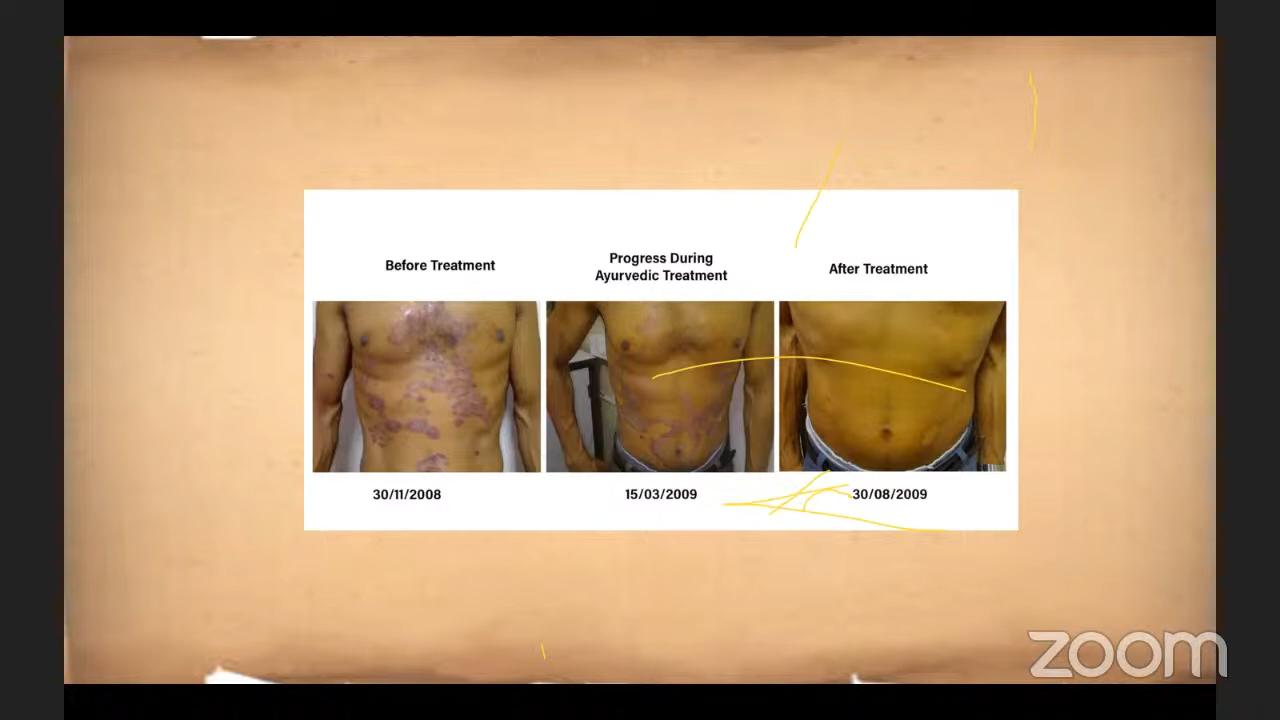 Before Treatment
Progress During
Ayurvedic Treatment
After Treatment
30/11/2008
15/03/2009
30/08/2009
zoom